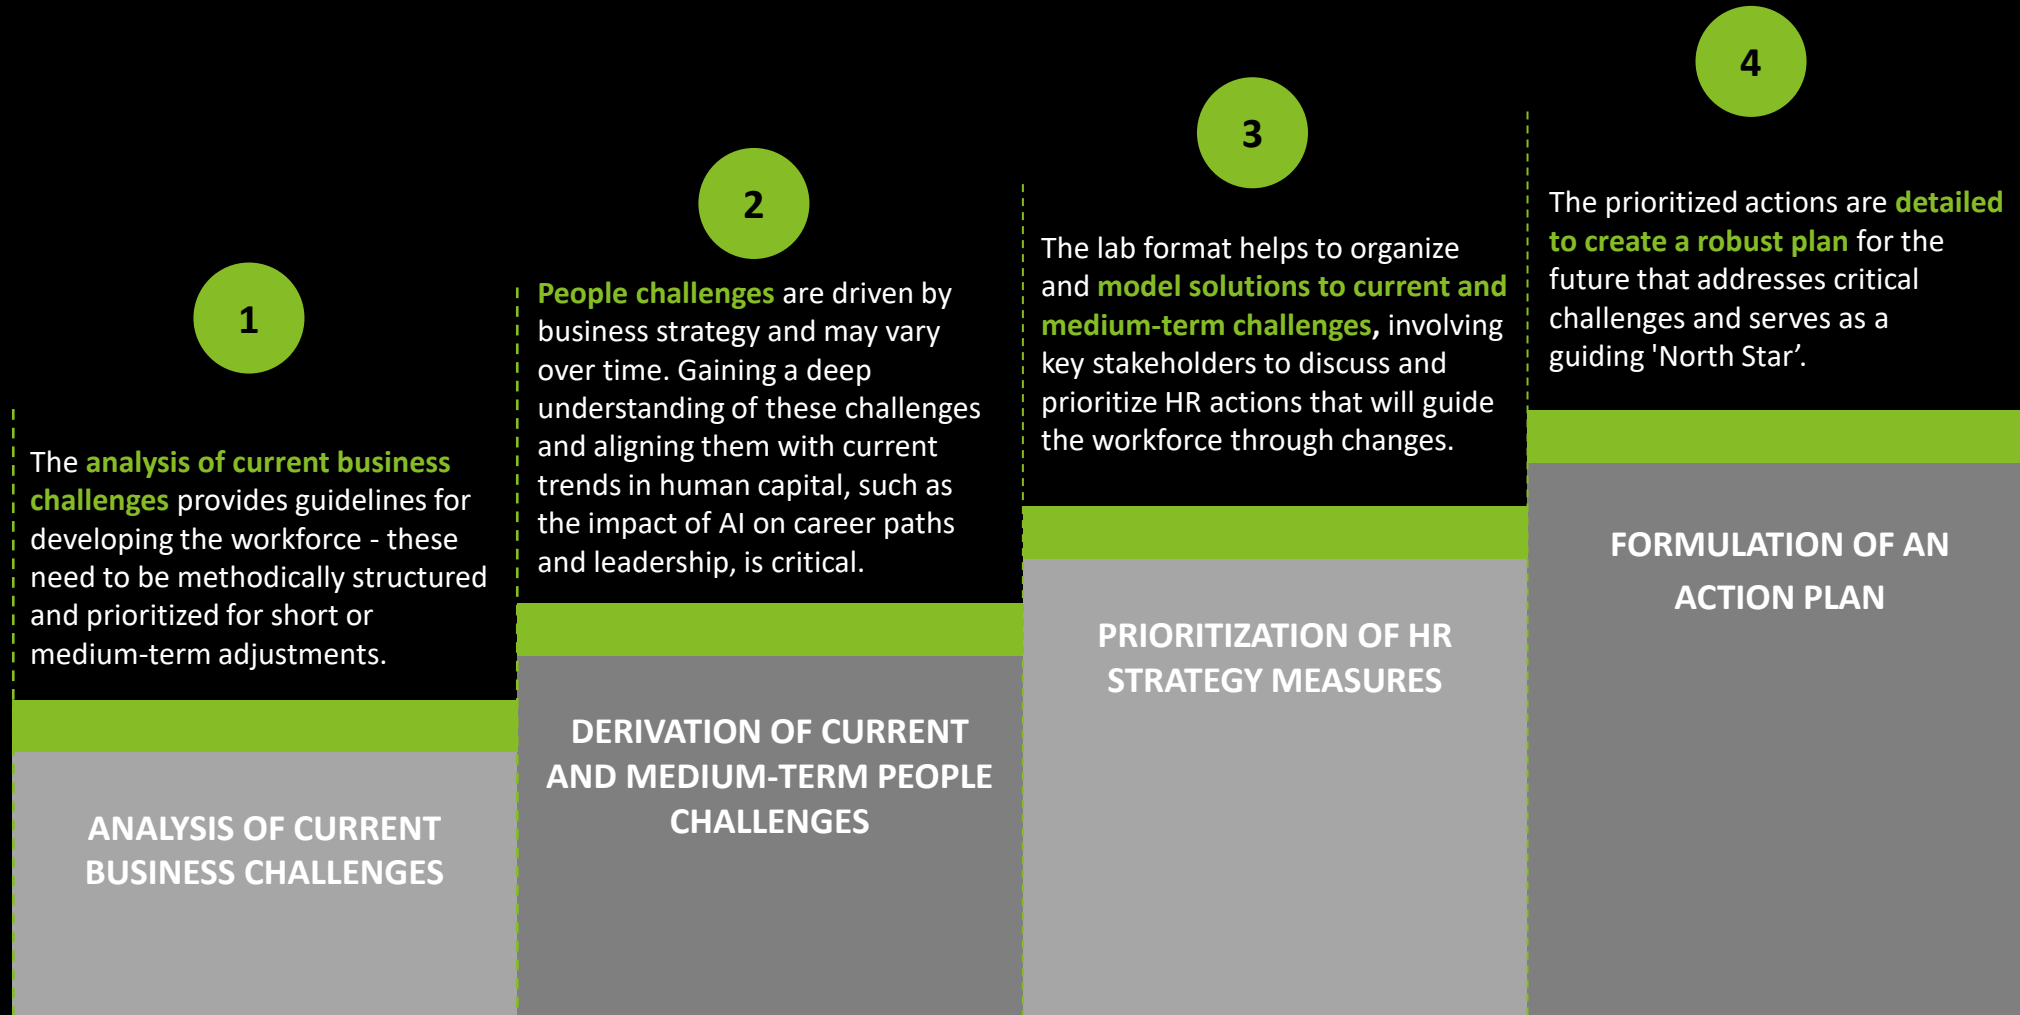 1
The analysis of current business
challenges provides guidelines for
developing the workforce - these
need to be methodically structured
and prioritized for short or
medium-term adjustments.
ANALYSIS OF CURRENT
BUSINESS CHALLENGES
2
People challenges are driven by
business strategy and may vary
over time. Gaining a deep
understanding of these challenges
and aligning them with current
trends in human capital, such as
the impact of AI on career paths
and leadership, is critical.
DERIVATION OF CURRENT
AND MEDIUM-TERM PEOPLE
CHALLENGES
3
The lab format helps to organize
and model solutions to current and
medium-term challenges, involving
key stakeholders to discuss and
prioritize HR actions that will guide
the workforce through changes.
PRIORITIZATION OF HR
STRATEGY MEASURES
4
The prioritized actions are detailed
to create a robust plan for the
future that addresses critical
challenges and serves as a
guiding 'North Star’.
FORMULATION OF AN
ACTION PLAN